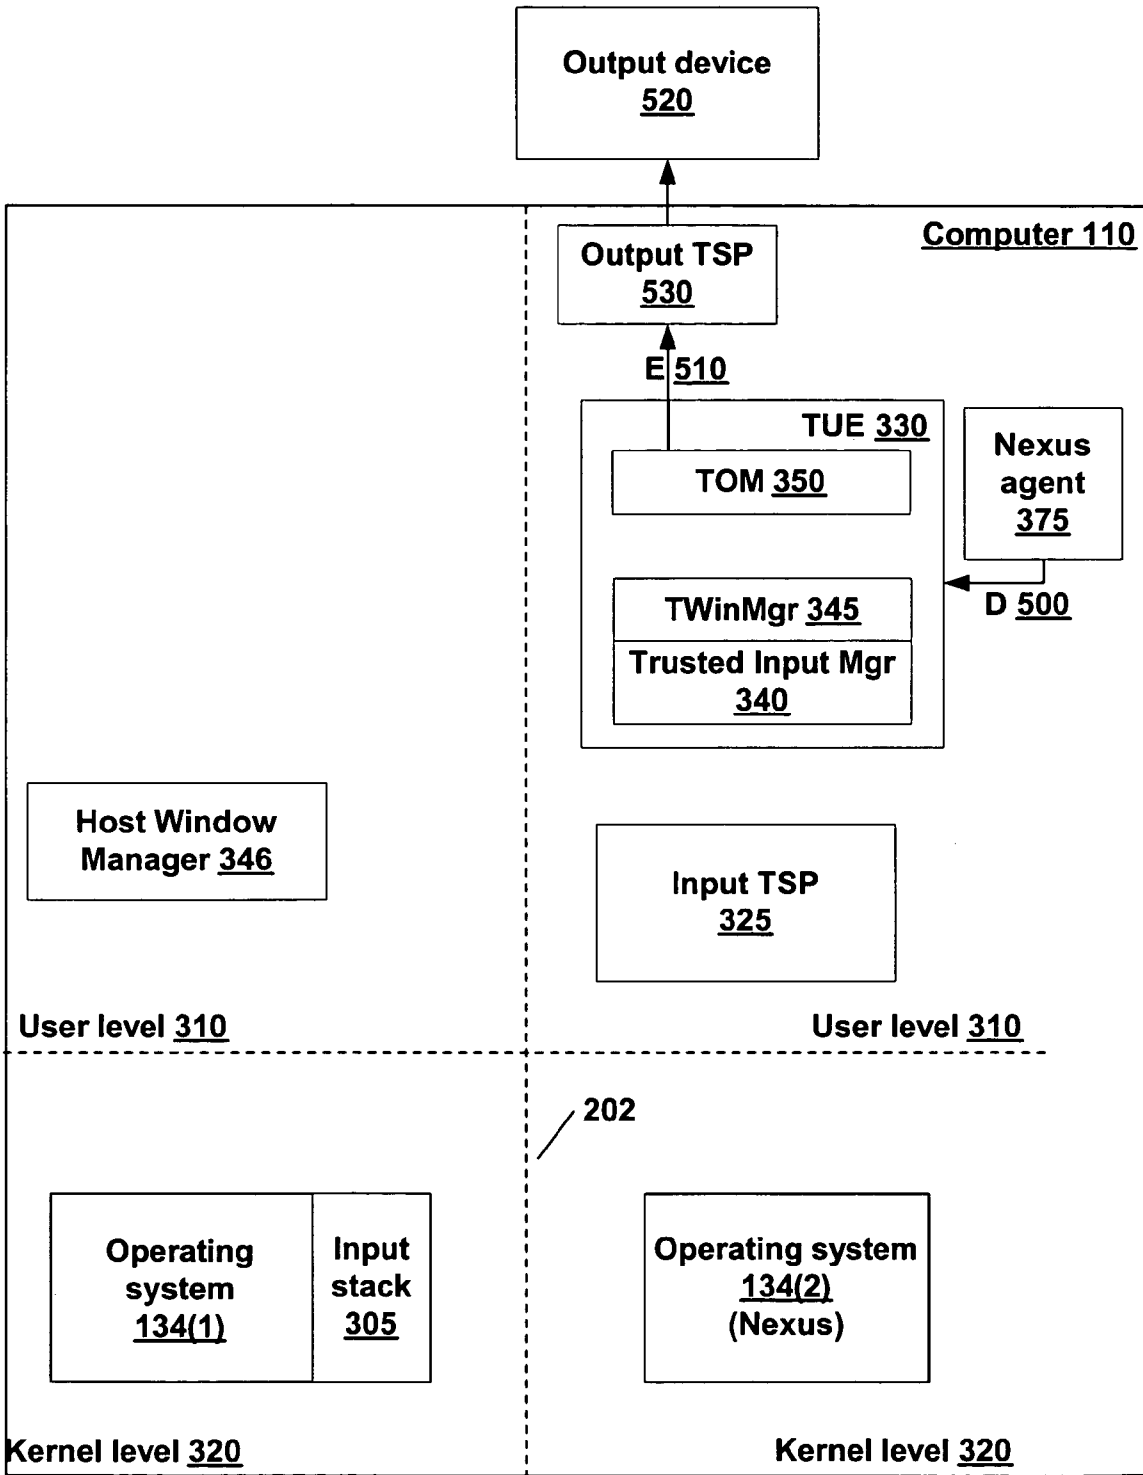 Output device
520
Computer 110
Output TSP
530
E 510
TUE 330
TOM 350
Nexus
agent
375
D 500
TWinMgr 345
Trusted Input Mgr
340
Host Window
Manager 346
Input TSP
325
User level 310
User level 310
202
Operating
system
134(1)
Input
stack
305
Operating system
134(2)
(Nexus)
Kernel level 320
Kernel level 320